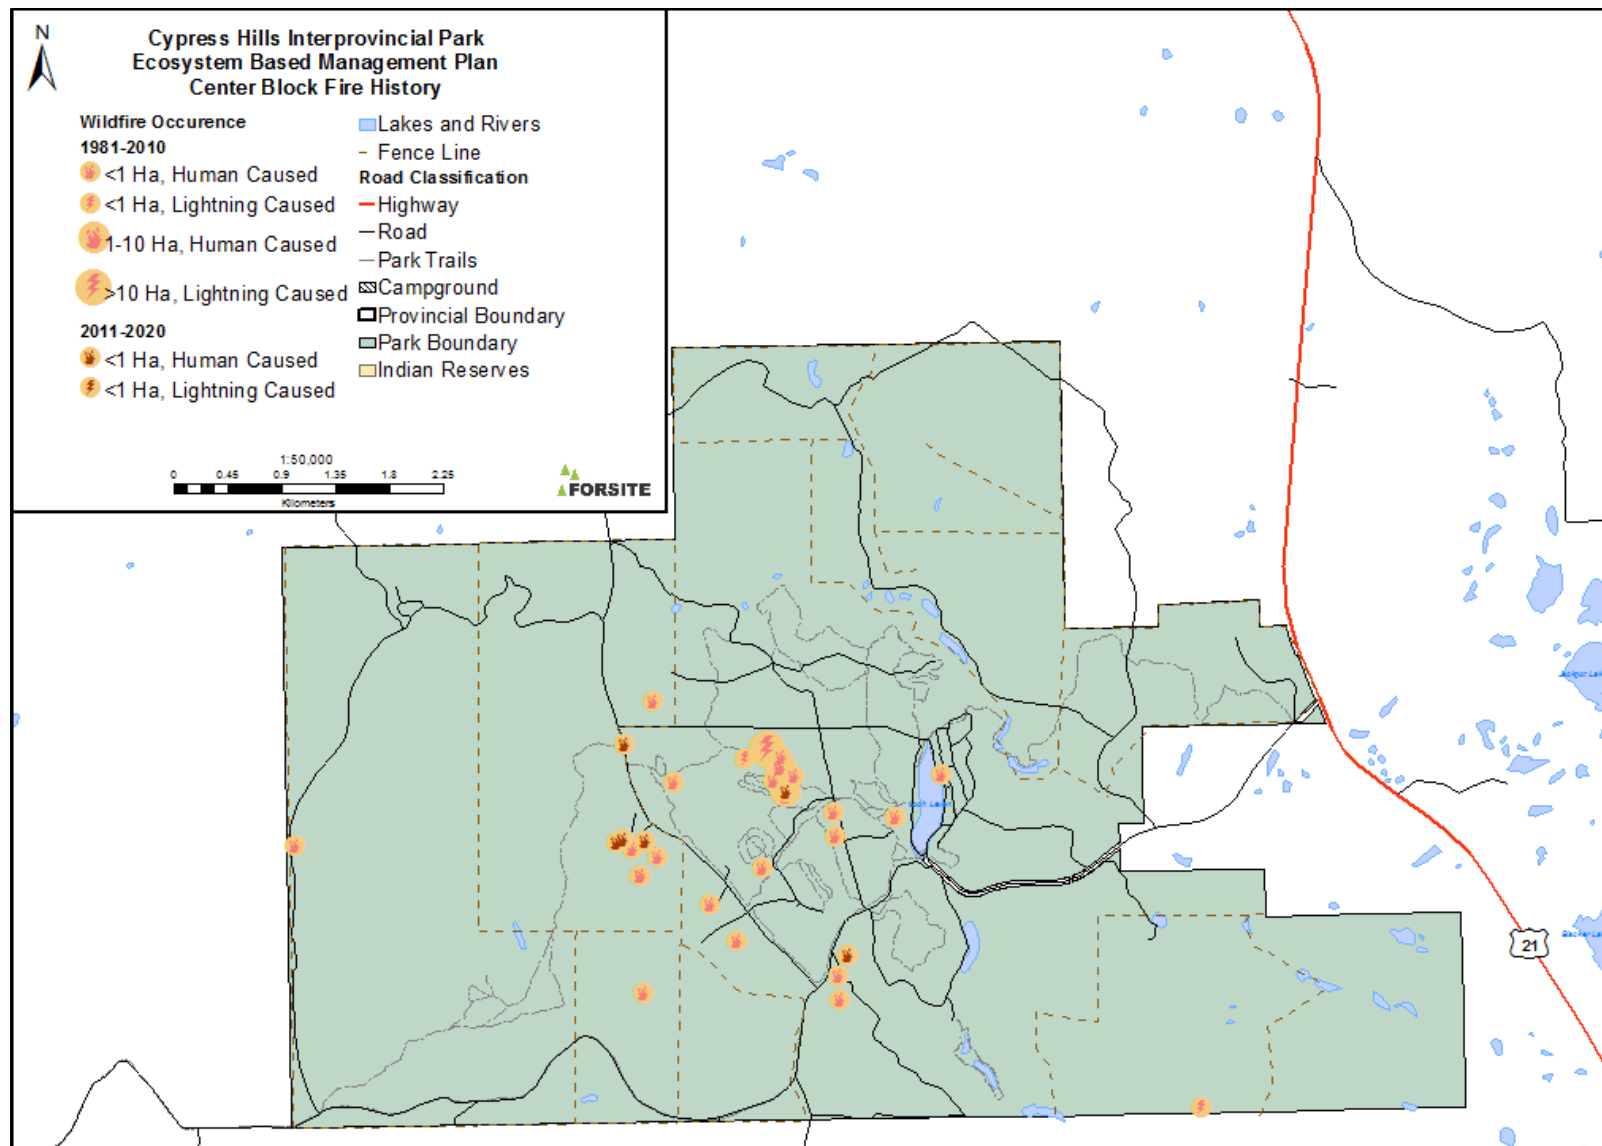 N
Cypress Hills Interprovincial Park
Ecosystem Based Management Plan
Center Block Fire History
Wildfire Occurence
1981-2010
<1 Ha, Human Caused
<1 Ha, Lightning Caused
1-10 Ha, Human Caused
>10 Ha, Lightning Caused
2011-2020
<1 Ha, Human Caused
<1 Ha, Lightning Caused
Lakes and Rivers
Fence Line
Road Classification
Highway
Road
Park Trails
Campground
Provincial Boundary
Park Boundary
Indian Reserves
1:50,000
0 0.45 0.9 1.35 1.8 2.25
Kilometers
FORSITE
21